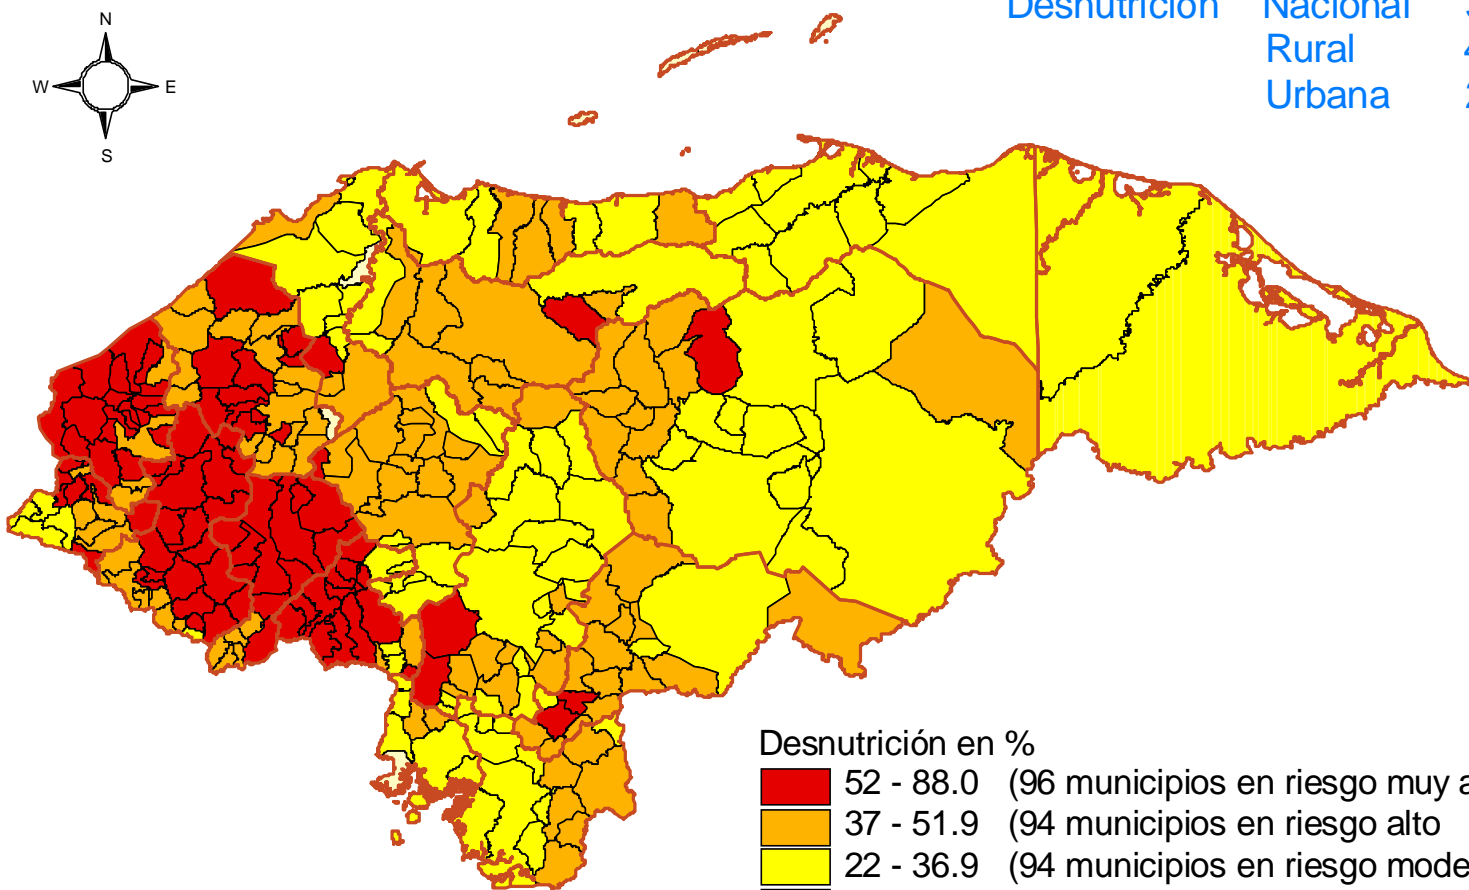 N
W E
S
Desnutrición Nacional
Rural
Urbana
Desnutrición en %
52 - 88.0 (96 municipios en riesgo muy
37 - 51.9 (94 municipios en riesgo alto
22 - 36.9 (94 municipios en riesgo